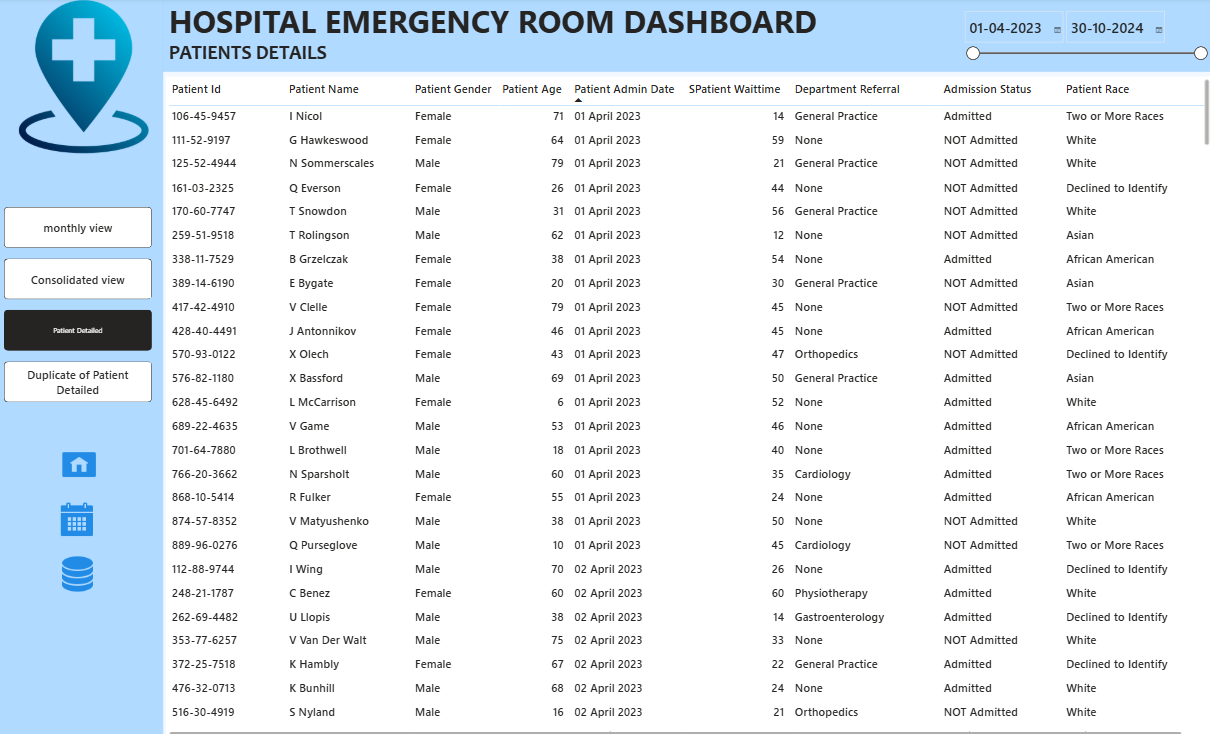 HOSPITAL EMERGENCY ROOM DASHBOARD
PATIENTS DETAILS
01-04-2023 30-10-2024
monthly view
Consolidated view
Patient Detailed
Duplicate of Patient
Detailed
Patient Id Patient Name Patient Gender Patient Age Patient Admin Date SPatient Waittime Department Referral Admission Status Patient Race
106-45-9457 I Nicol Female 71 01 April 2023 14 General Practice Admitted Two or More Races
111-52-9197 G Hawkeswood Female 64 01 April 2023 59 None NOT Admitted White
125-52-4944 N Sommerscales Male 79 01 April 2023 21 General Practice NOT Admitted White
161-03-2325 Q Everson Female 26 01 April 2023 44 None NOT Admitted Declined to Identify
170-60-7747 T Snowdon Male 31 01 April 2023 56 General Practice NOT Admitted White
259-51-9518 T Rolingson Male 62 01 April 2023 12 None NOT Admitted Asian
338-11-7529 B Grzelczak Female 38 01 April 2023 54 None Admitted African American
389-14-6190 E Bygate Female 20 01 April 2023 30 General Practice NOT Admitted Asian
417-42-4910 V Clelle Female 79 01 April 2023 45 None NOT Admitted Two or More Races
428-40-4491 J Antonnikov Female 46 01 April 2023 45 None Admitted African American
570-93-0122 X Olech Female 43 01 April 2023 47 Orthopedics NOT Admitted Declined to Identify
576-82-1180 X Bassford Male 69 01 April 2023 50 General Practice Admitted Asian
628-45-6492 L McCarrison Female 6 01 April 2023 52 None Admitted White
689-22-4635 V Game Male 53 01 April 2023 46 None Admitted African American
701-64-7880 L Brothwell Male 18 01 April 2023 40 None Admitted Two or More Races
766-20-3662 N Sparsholt Male 60 01 April 2023 35 Cardiology Admitted Two or More Races
868-10-5414 R Fulker Female 55 01 April 2023 24 None Admitted African American
874-57-8352 V Matyushenko Male 38 01 April 2023 50 None NOT Admitted White
889-96-0276 Q Purseglove Male 10 01 April 2023 45 Cardiology NOT Admitted Two or More Races
112-88-9744 I Wing Male 70 02 April 2023 26 None Admitted Declined to Identify
248-21-1787 C Benez Female 60 02 April 2023 60 Physiotherapy Admitted White
262-69-4482 U Llopis Male 38 02 April 2023 14 Gastroenterology Admitted Declined to Identify
353-77-6257 V Van Der Walt Male 75 02 April 2023 33 None NOT Admitted White
372-25-7518 K Hambly Female 67 02 April 2023 22 General Practice Admitted Declined to Identify
476-32-0713 K Bunhill Male 68 02 April 2023 24 None Admitted White
516-30-4919 S Nyland Male 16 02 April 2023 21 Orthopedics NOT Admitted White